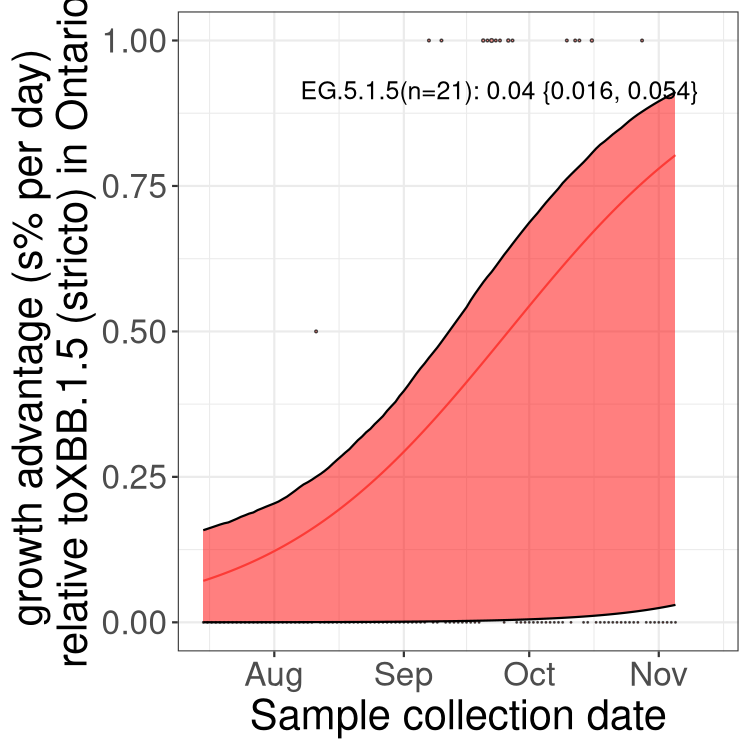 growth advantage (s% per day)
relative toXBB.1.5 (stricto) in Ontario
1.00
0.75
0.50
0.25
0.00
EG.5.1.5(n=21): 0.04 {0.016, 0.054}
Aug Sep Oct Nov
Sample collection date